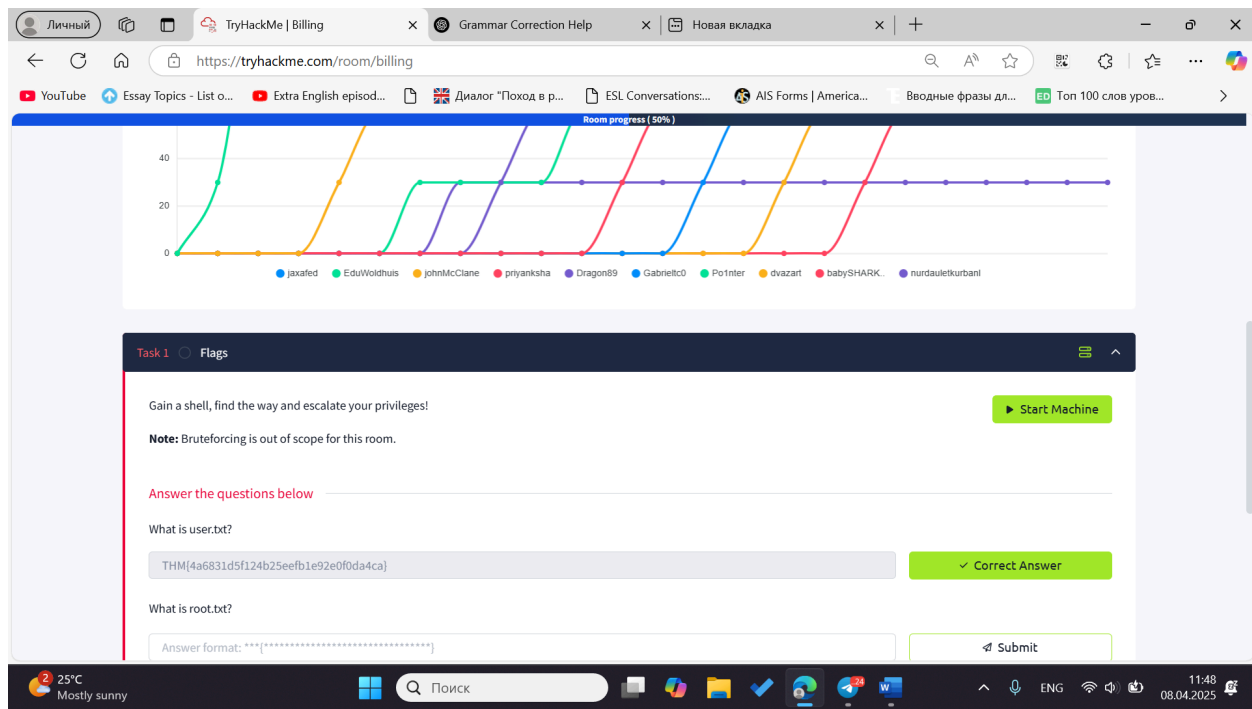 Личный
TryHackMe | Billing
Grammar Correction Help
Новая вкладка
https://tryhackme.com/room/billing
YouTube
Essay Topics - List o...
Extra English episod...
Диалог "Поход в р...
ESL Conversations:...
AIS Forms | America...
Вводные фразы дл...
ED Топ 100 слов уров...
Room progress ( 50% )
40
20
0
jaxafed EduWoldhuis johnMcClane priyanksha Dragon89 Gabrieltc0 Po1nter dvazart babySHARK.. nurdauletkurbanl
Task 1 Flags
Gain a shell, find the way and escalate your privileges!
Start Machine
Note: Bruteforcing is out of scope for this room.
Answer the questions below
What is user.txt?
THM{4a6831d5f124b25eefb1e92e0f0da4ca}
Correct Answer
What is root.txt?
Answer format: ***{********************************}
Submit
2 25°C
Mostly sunny
Поиск
24
ENG
11:48
08.04.2025